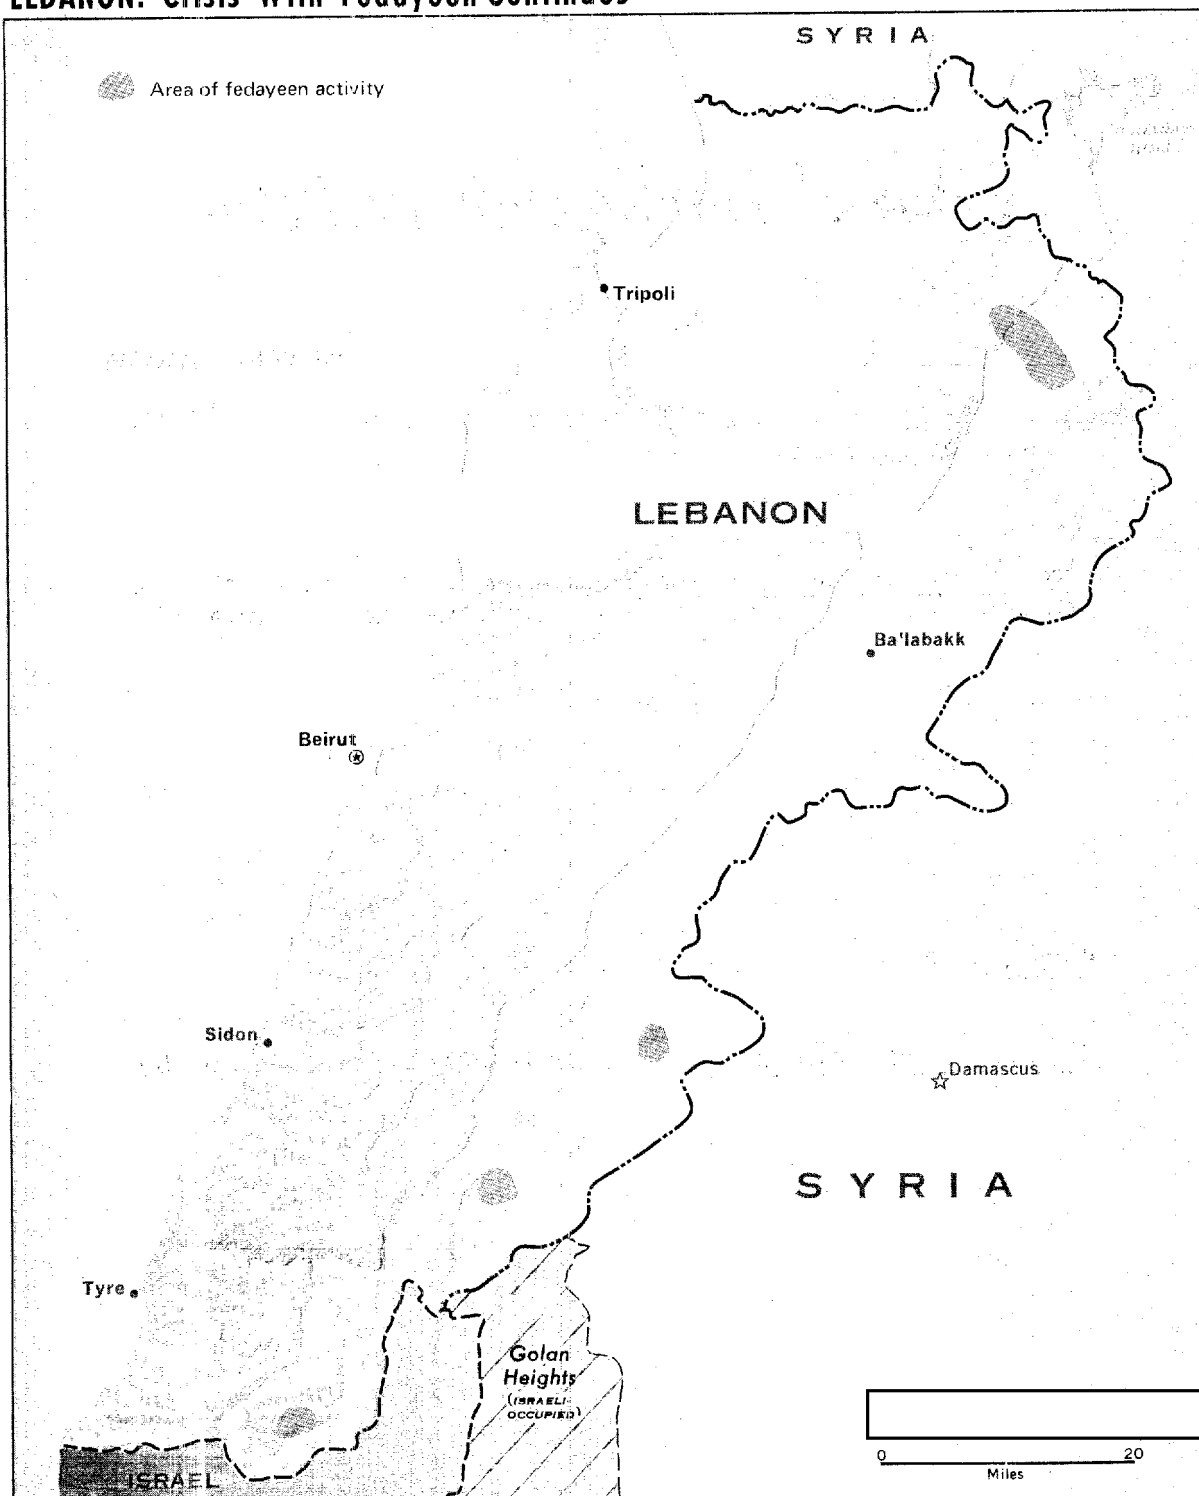 LEBANON: Crisis With Fedayeen Continues
SYRIA
Area of fedayeen activity
Tripoli
LEBANON
Ba'labakk
Beirut
Sidon
Damascus
SYRIA
Tyre
Golan
Heights
(ISRAELI-
OCCUPIED)
ISRAEL
0 20
Miles